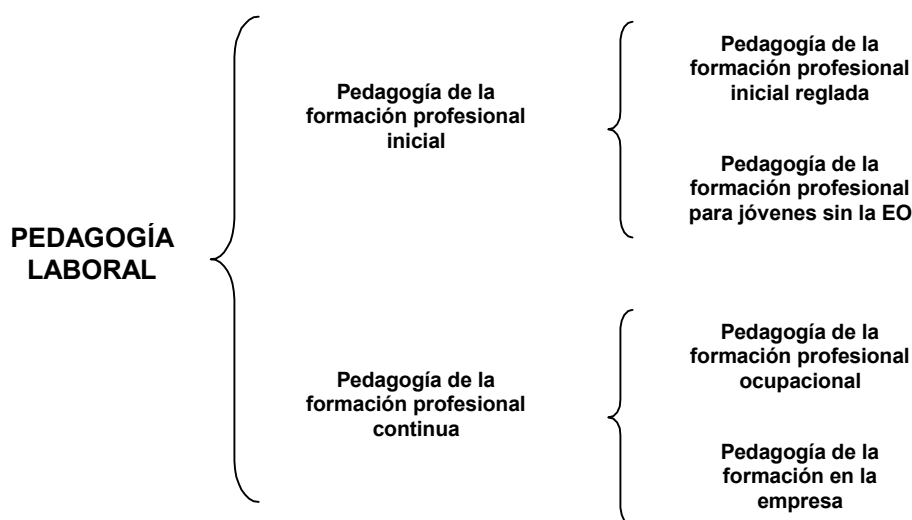 PEDAGOGÍA
LABORAL
Pedagogía de la
formación profesional
inicial
Pedagogía de la
formación profesional
inicial reglada
Pedagogía de la
formación profesional
para jóvenes sin la EO
Pedagogía de la
formación profesional
continua
Pedagogía de la
formación profesional
ocupacional
Pedagogía de la
formación en la
empresa